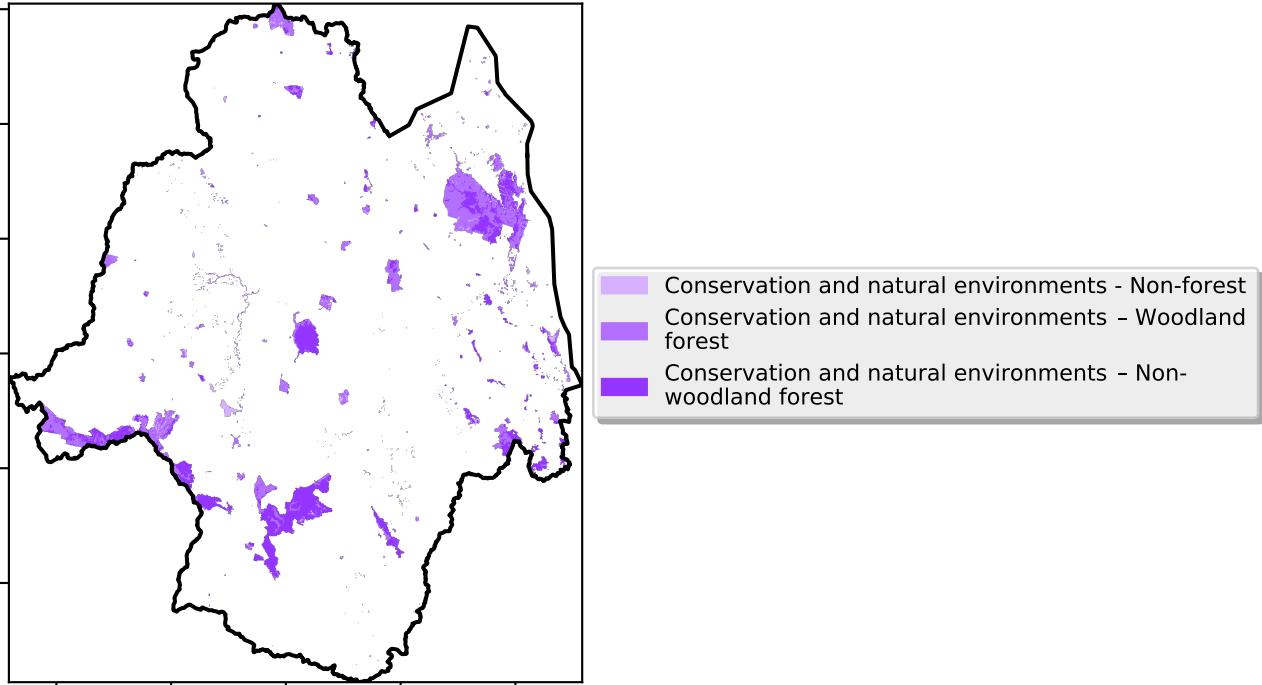 Conservation and natural environments - Non-forest
Conservation and natural environments – Woodland
forest
Conservation and natural environments – Non-
woodland forest